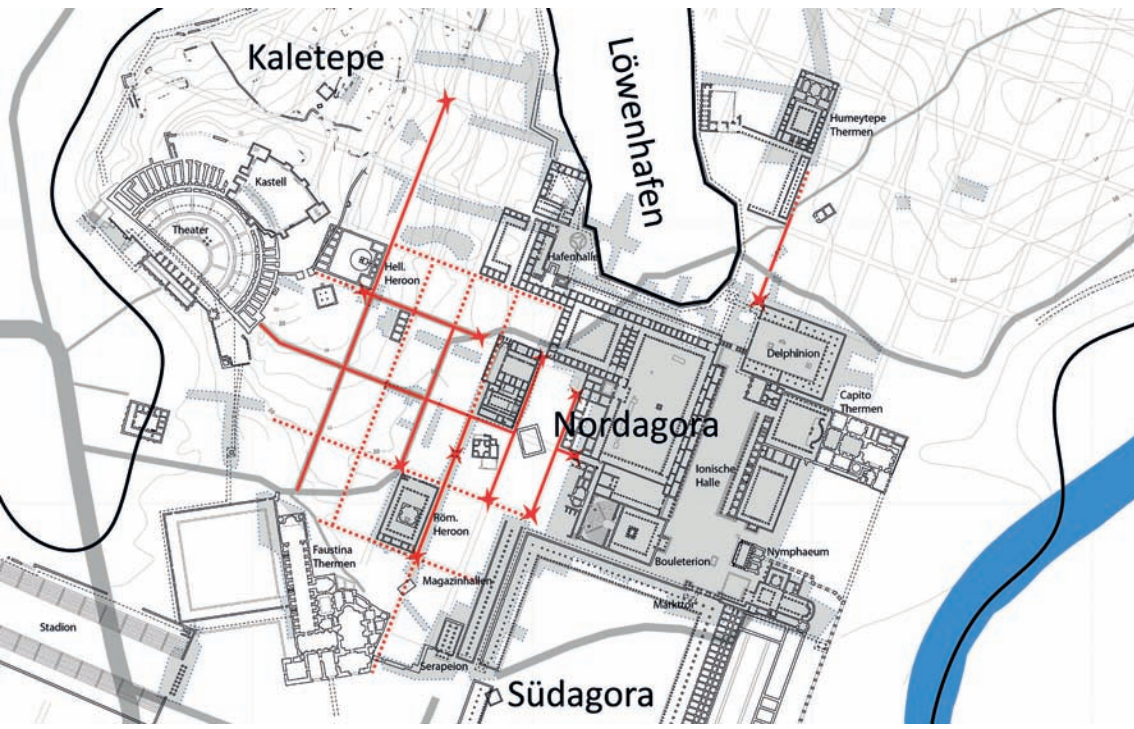 Kaletepe
Löwenhafen
Humeytepe
Thermen
Kastell
Theater
Hafenhalle
Hell.
Heroon
Delphinion
Capito
Thermen
Nordagora
Ionische
Halle
Röm.
Heroon
Faustina
Thermen
Bouleterion
Nymphaeum
Magazinhallen
Markttor
Stadion
Serapeion
Südagora